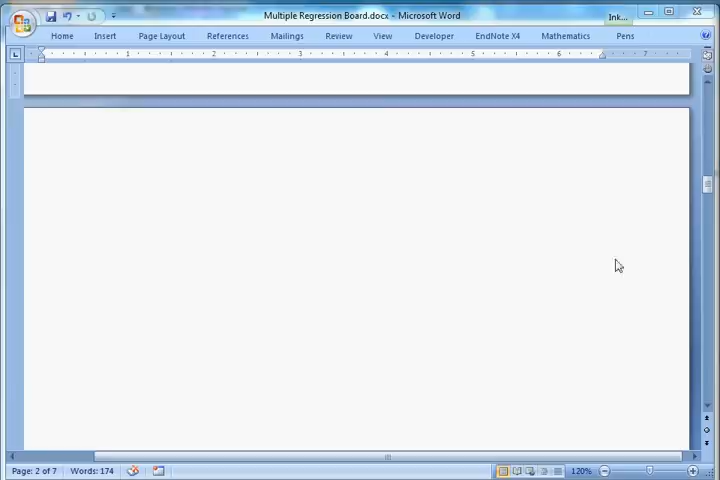 Multiple Regression Board.docx - Microsoft Word
Ink...
Home Insert Page Layout References Mailings Review View Developer EndNote X4 Mathematics Pens
1 2 3 4 5 6 7
Page: 2 of 7 Words: 174 120%